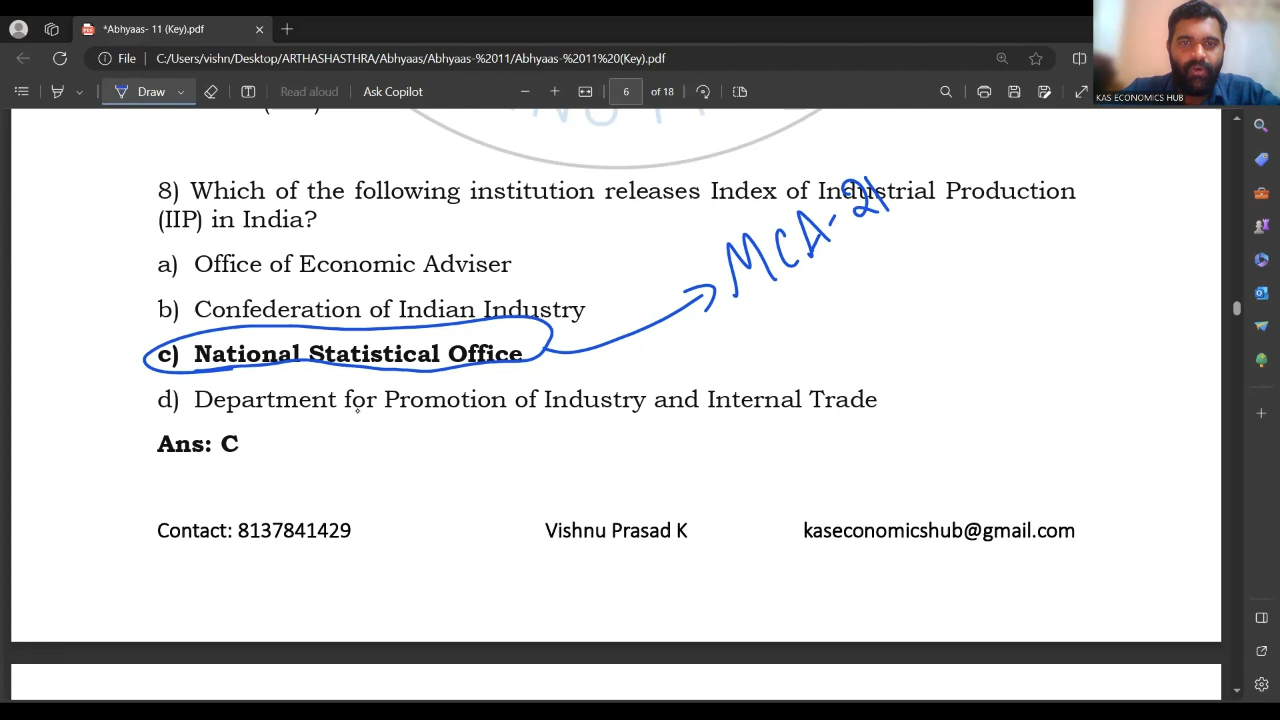 *Abhyaas- 11 (Key).pdf
File C:/Users/vishn/Desktop/ARTHASHASTHRA/Abhyaas/Abhyaas-%2011/Abhyaas-%2011%20(Key).pdf
Draw Read aloud Ask Copilot 6 of 18
KAS ECONOMICS HUB
8) Which of the following institution releases Index of Industrial Production
(IIP) in India?
MCA-21
a) Office of Economic Adviser
b) Confederation of Indian Industry
c) National Statistical Office
d) Department for Promotion of Industry and Internal Trade
Ans: C
Contact: 8137841429 Vishnu Prasad K kaseconomicshub@gmail.com